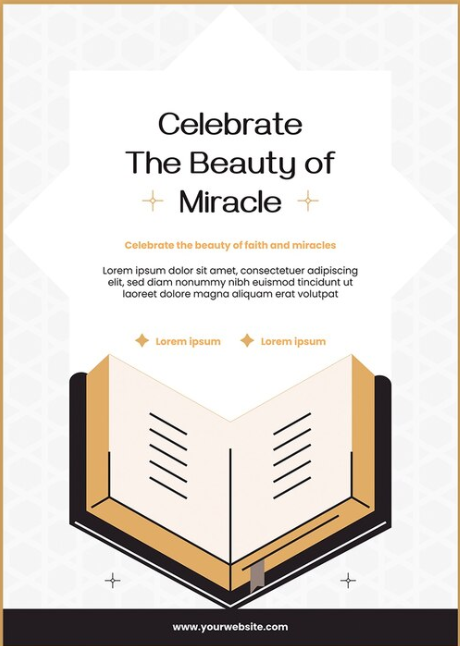 Celebrate
The Beauty of
Miracle
Celebrate the beauty of faith and miracles
Lorem ipsum dolor sit amet, consectetuer adipiscing
elit, sed diam nonummy nibh euismod tincidunt ut
laoreet dolore magna aliquam erat volutpat
Lorem ipsum Lorem ipsum
www.yourwebsite.com